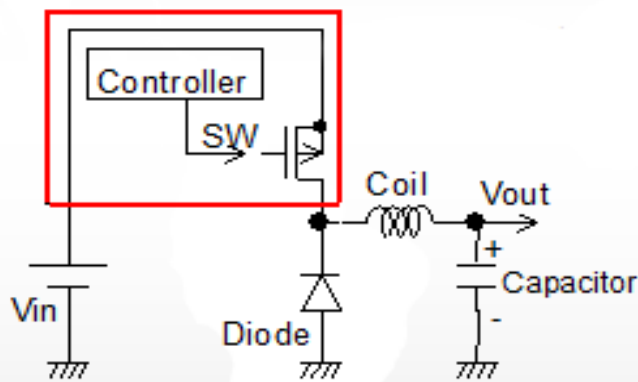 Controller
SW
Coil
Vout
+
Capacitor
Vin
Diode
-